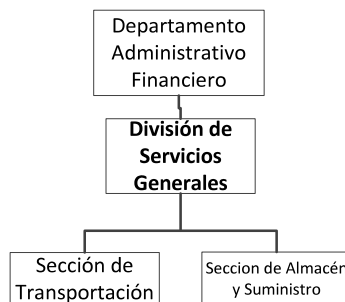 Departamento
Administrativo
Financiero
División de
Servicios
Generales
Sección de
Transportación
Seccion de Almacén
y Suministro